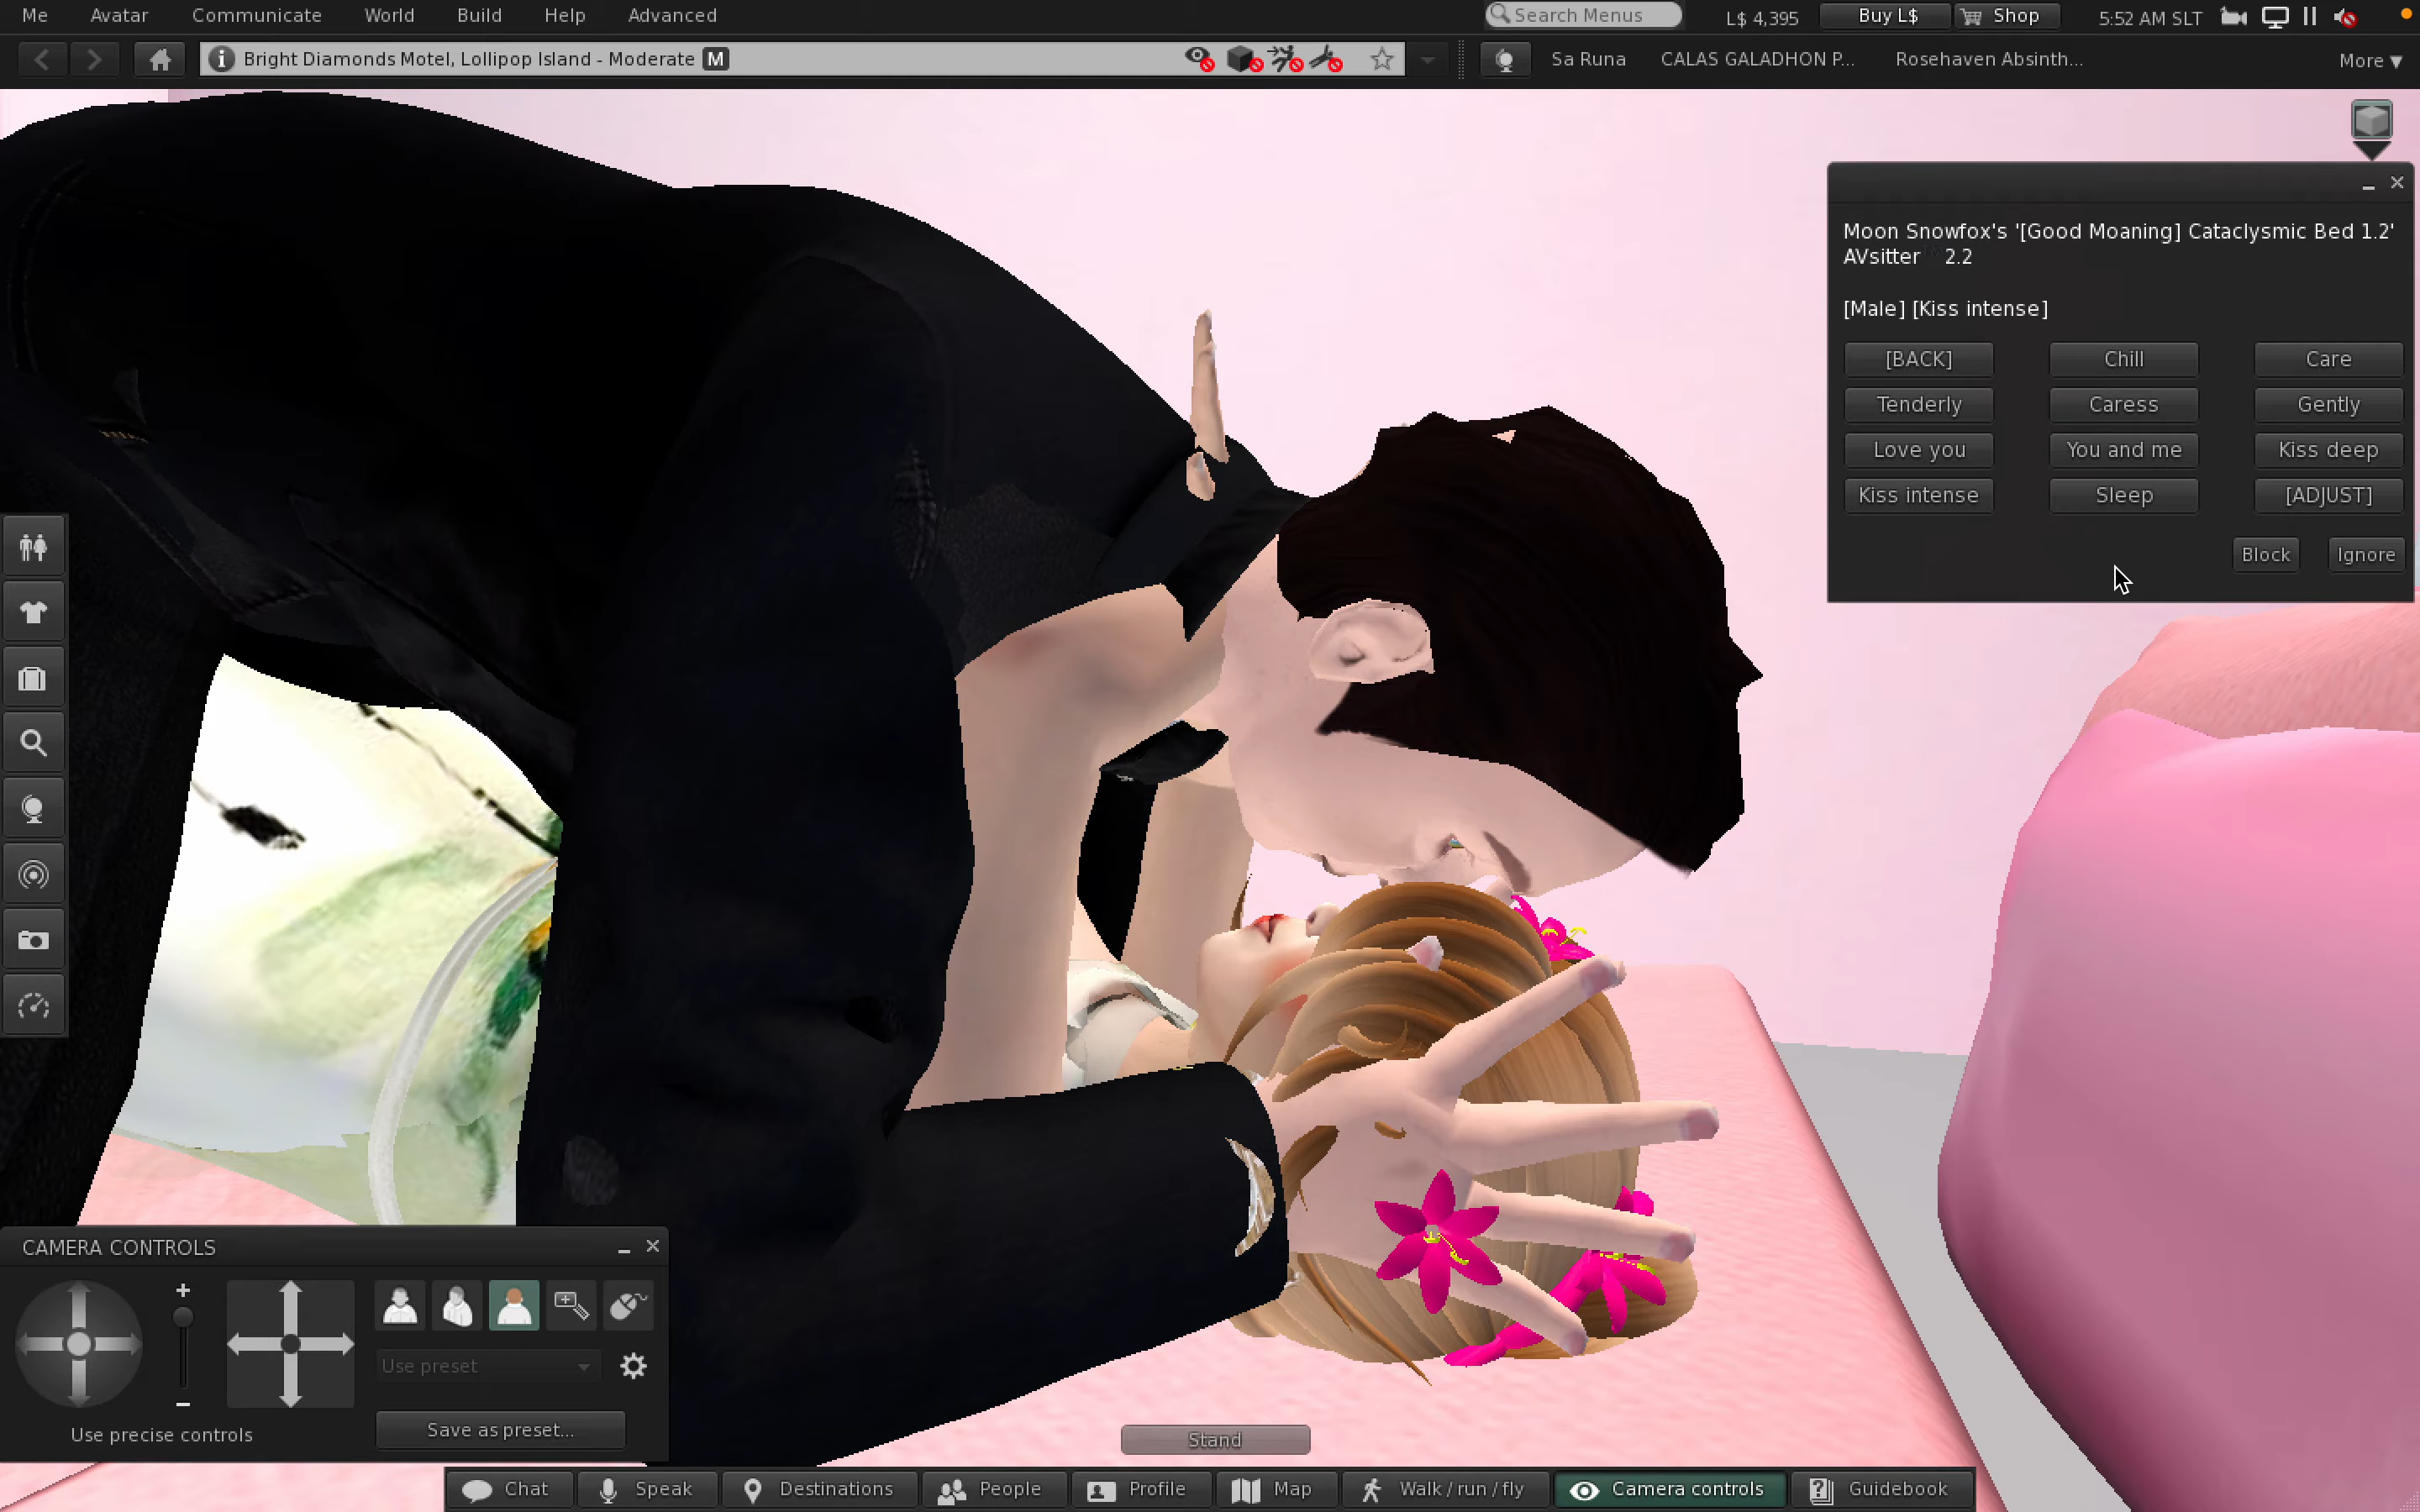 Me Avatar Communicate World Build Help Advanced Search Menus L$ 4,395 Buy L$ Shop 5:52 AM SLT
Bright Diamonds Motel, Lollipop Island - Moderate M Sa Runa CALAS GALADHON P... Rosehaven Absinth... More ▼
Moon Snowfox's '[Good Moaning] Cataclysmic Bed 1.2'
AVsitter 2.2
[Male] [Kiss intense]
[BACK] Chill Care
Tenderly Caress Gently
Love you You and me Kiss deep
Kiss intense Sleep [ADJUST]
Block Ignore
CAMERA CONTROLS
Use preset
Save as preset...
Use precise controls
Stand
Chat Speak Destinations People Profile Map Walk / run / fly Camera controls Guidebook